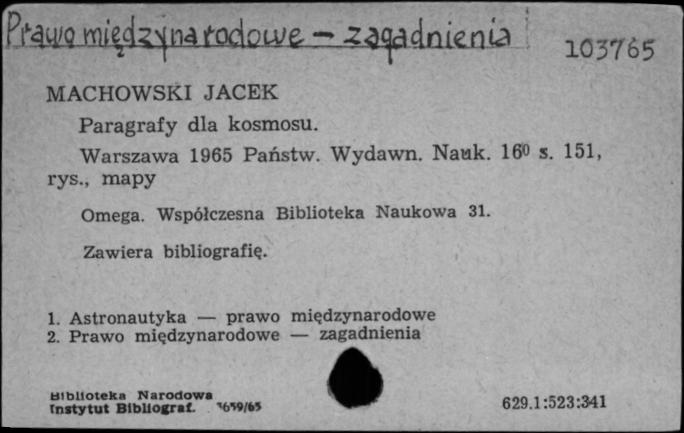 Prawo międzynarodowe - zagadnienia
103765
MACHOWSKI JACEK
Paragrafy dla kosmosu.
Warszawa 1965 Państw. Wydawn. Nauk. 16⁰ s. 151,
rys., mapy
Omega. Współczesna Biblioteka Naukowa 31.
Zawiera bibliografię.
1. Astronautyka — prawo międzynarodowe
2. Prawo międzynarodowe — zagadnienia
Biblioteka Narodowa
Instytut Bibliograf.
629.1:523:341